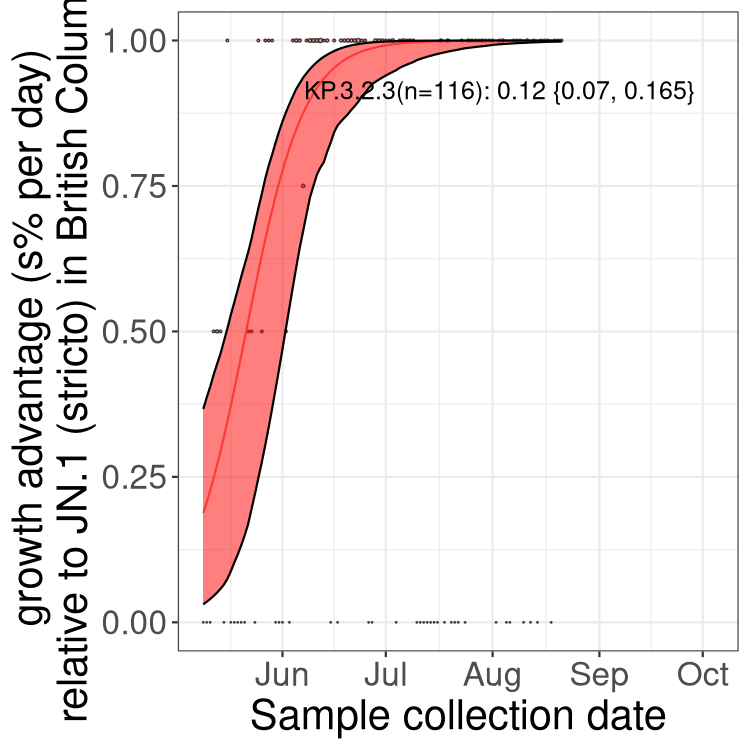 growth advantage (s% per day)
relative to JN.1 (stricto) in British Colum
1.00
0.75
0.50
0.25
0.00
KP.3.2.3(n=116): 0.12 {0.07, 0.165}
Jun Jul Aug Sep Oct
Sample collection date